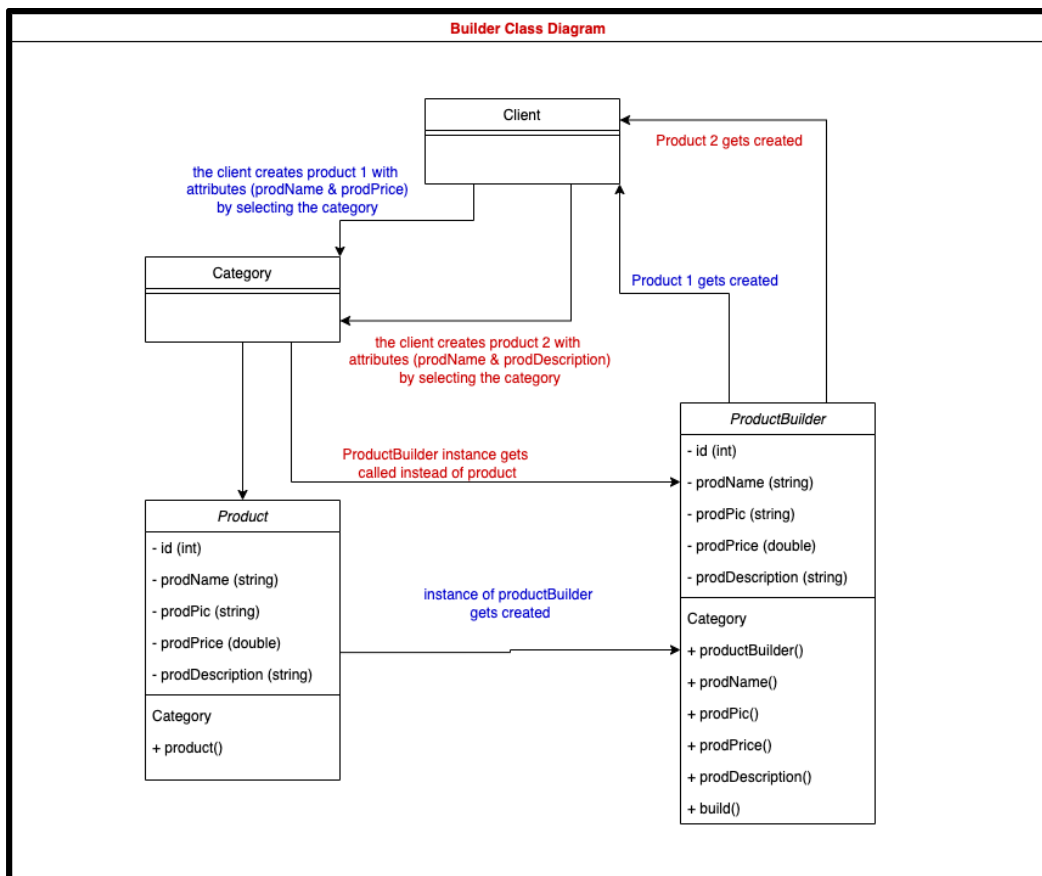 Builder Class Diagram
Client
Product 2 gets created
the client creates product 1 with
attributes (prodName & prodPrice)
by selecting the category
Category
Product 1 gets created
the client creates product 2 with
attributes (prodName & prodDescription)
by selecting the category
ProductBuilder
- id (int)
- prodName (string)
- prodPic (string)
- prodPrice (double)
- prodDescription (string)
Category
+ productBuilder()
+ prodName()
+ prodPic()
+ prodPrice()
+ prodDescription()
+ build()
ProductBuilder instance gets
called instead of product
Product
- id (int)
- prodName (string)
- prodPic (string)
- prodPrice (double)
- prodDescription (string)
Category
+ product()
instance of productBuilder
gets created